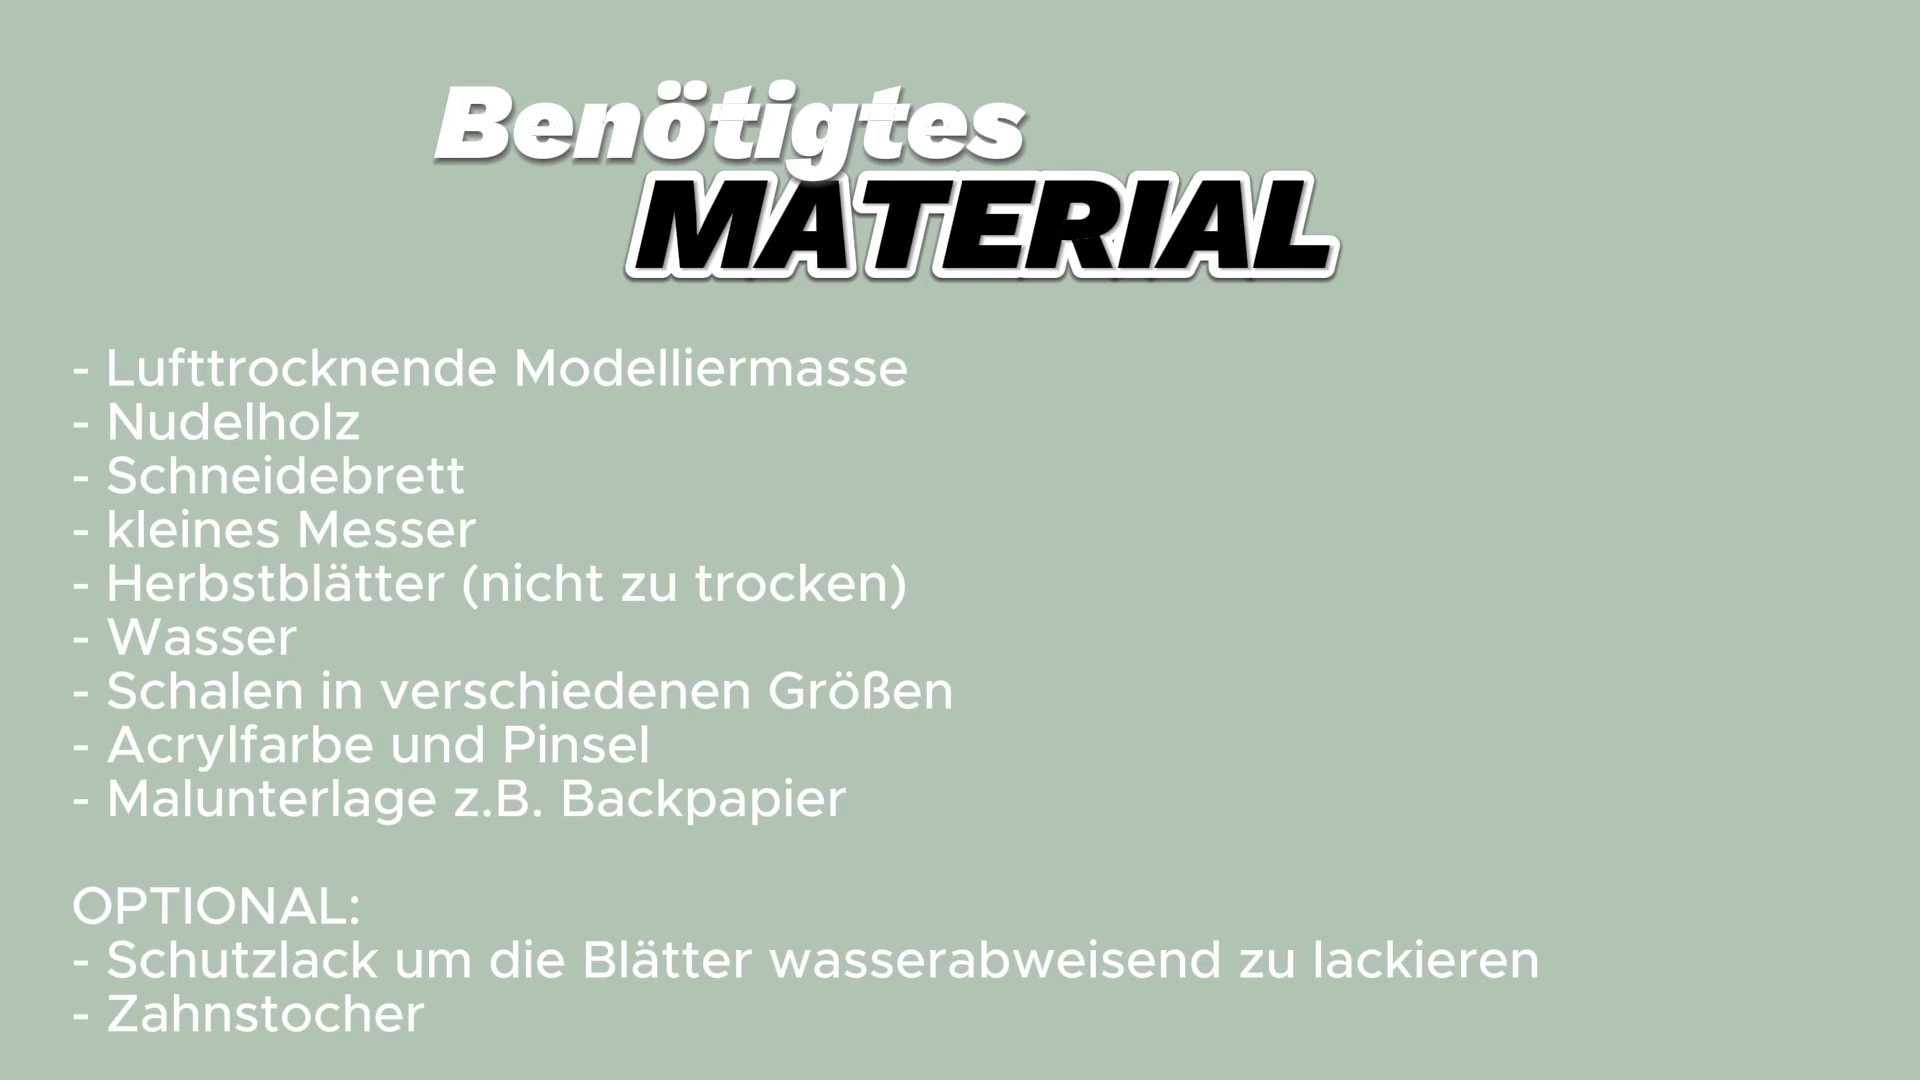 Benötigtes
MATERIAL
- Lufttrocknende Modelliermasse
- Nudelholz
- Schneidebrett
- kleines Messer
- Herbstblätter (nicht zu trocken)
- Wasser
- Schalen in verschiedenen Größen
- Acrylfarbe und Pinsel
- Malunterlage z.B. Backpapier
OPTIONAL:
- Schutzlack um die Blätter wasserabweisend zu lackieren
- Zahnstocher